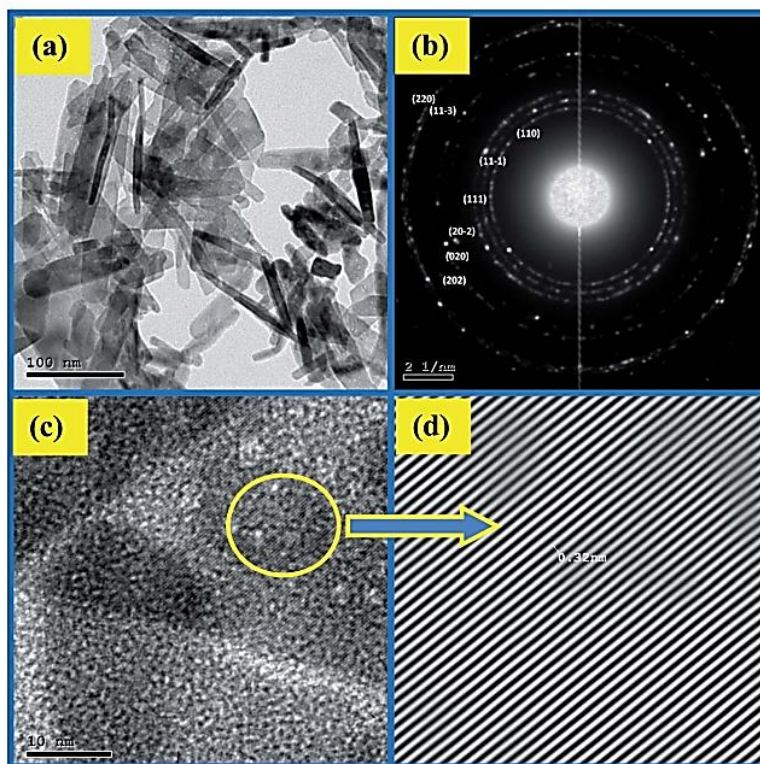 (a)
100 nm
(b)
(220)
(11-3)
(110)
(11-1)
(111)
(20-2)
(020)
(202)
2 1/nm
(c)
10 nm
(d)
0.32nm